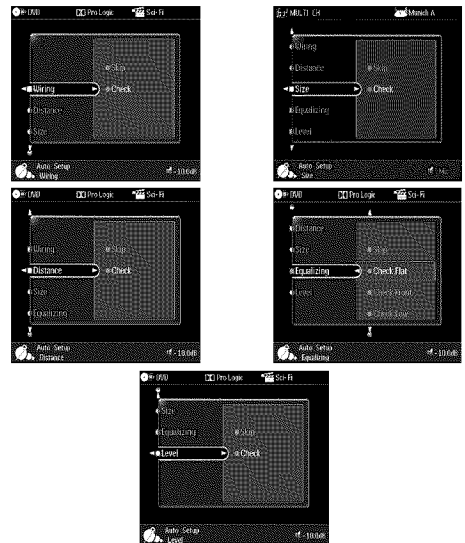 DVD Pro Logic Sci-Fi
Skip
Wiring Check
Distance
Size
Auto Setup
Wiring -10.0dB
MULTI CH Munich A
Wiring
Distance Skip
Size Check
Equalizing
Level
Auto Setup
Size
DVD Pro Logic Sci-Fi
Wiring Skip
Distance Check
Size
Equalizing
Auto Setup
Distance -10.0dB
DVD Pro Logic Sci-Fi
Distance
Size Skip
Equalizing Check:Flat
Level Check:Front
Auto Setup
Equalizing -10.0dB
DVD Pro Logic Sci-Fi
Size
Equalizing Skip
Level Check
Auto Setup
Level -10.0dB